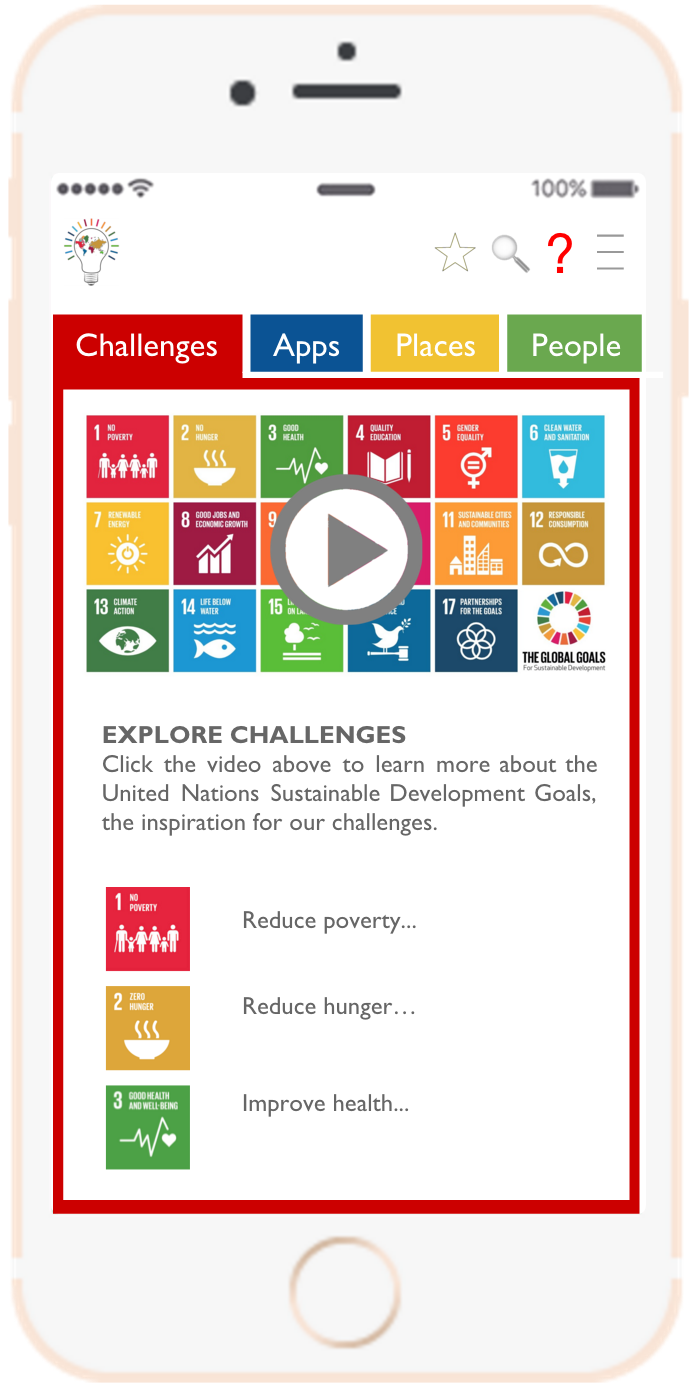 100%
?
Challenges Apps Places People
1 NO POVERTY
2 NO HUNGER
3 GOOD HEALTH
4 QUALITY EDUCATION
5 GENDER EQUALITY
6 CLEAN WATER AND SANITATION
7 RENEWABLE ENERGY
8 GOOD JOBS AND ECONOMIC GROWTH
9
11 SUSTAINABLE CITIES AND COMMUNITIES
12 RESPONSIBLE CONSUMPTION
13 CLIMATE ACTION
14 LIFE BELOW WATER
15
17 PARTNERSHIPS FOR THE GOALS
THE GLOBAL GOALS
For Sustainable Development
EXPLORE CHALLENGES
Click the video above to learn more about the
United Nations Sustainable Development Goals,
the inspiration for our challenges.
1 NO POVERTY
Reduce poverty...
2 ZERO HUNGER
Reduce hunger…
3 GOOD HEALTH AND WELL-BEING
Improve health...